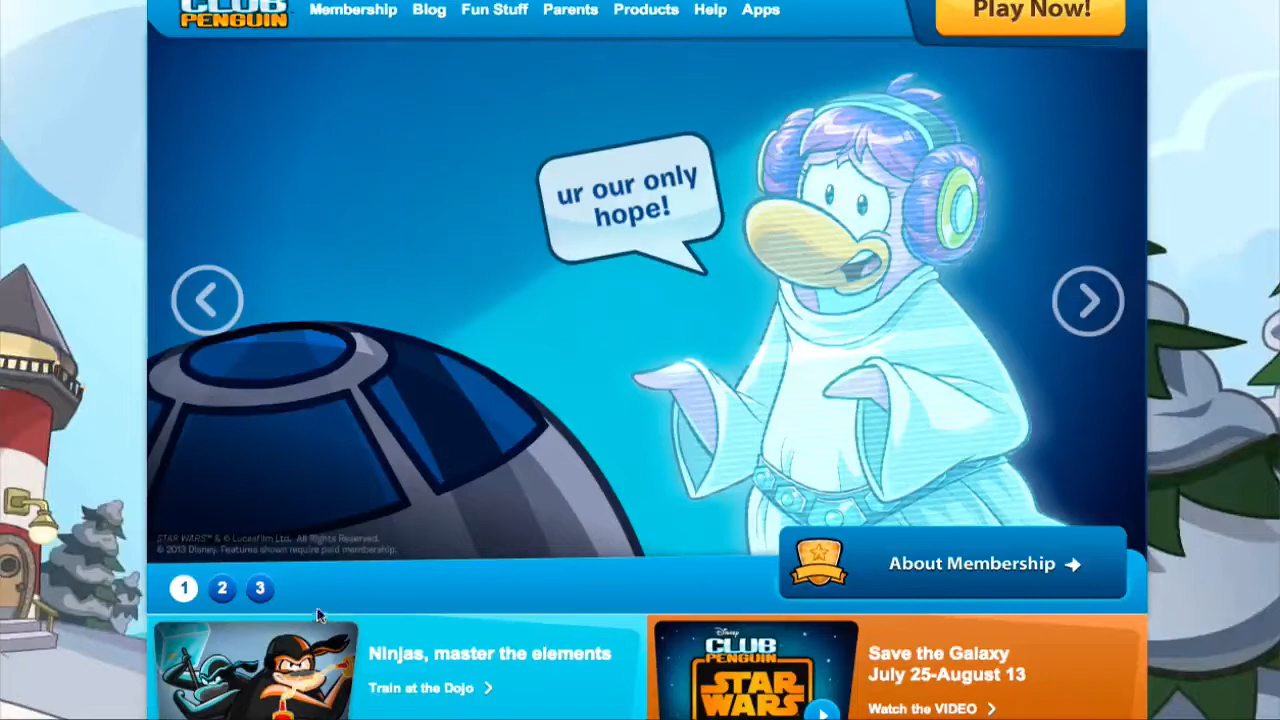 CLUB
PENGUIN
Membership Blog Fun Stuff Parents Products Help Apps
Play Now!
ur our only
hope!
STAR WARS™ & © Lucasfilm Ltd. All Rights Reserved.
© 2013 Disney. Features shown require paid membership.
About Membership
1 2 3
Ninjas, master the elements
Train at the Dojo
Disney
CLUB
PENGUIN
STAR
WARS
Save the Galaxy
July 25-August 13
Watch the VIDEO